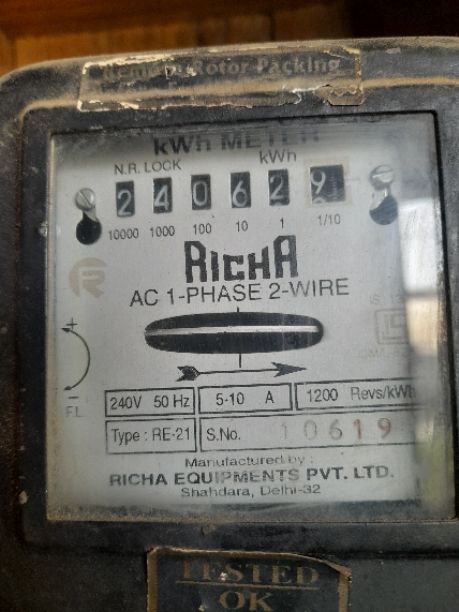 Remove Rotor Packing
kWh METER
N.R. LOCK kWh
2 4 0 6 2 9
10000 1000 100 10 1 1/10
RICHA
AC 1-PHASE 2-WIRE
+
-
F.L.
240V 50 Hz 5-10 A 1200 Revs/kWh
Type : RE-21 S.No. 10619
Manufactured by :
RICHA EQUIPMENTS PVT. LTD.
Shahdara, Delhi-32
TESTED
OK